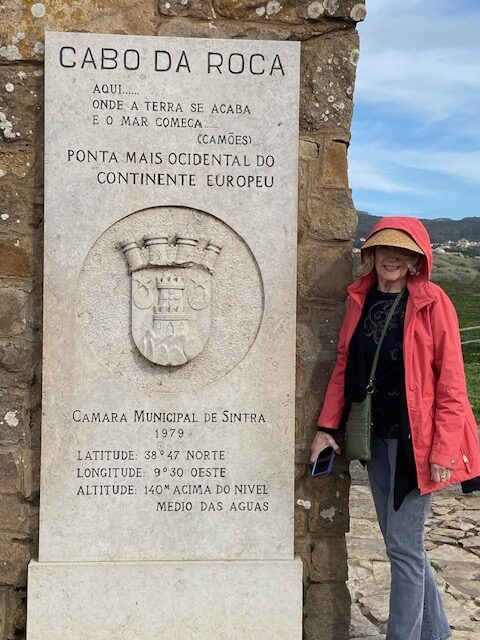 CABO DA ROCA
AQUI......
ONDE A TERRA SE ACABA
E O MAR COMEÇA......
(CAMÕES)
PONTA MAIS OCIDENTAL DO
CONTINENTE EUROPEU
CAMARA MUNICIPAL DE SINTRA
1979
LATITUDE: 38° 47 NORTE
LONGITUDE: 9° 30 OESTE
ALTITUDE: 140M ACIMA DO NIVEL
MEDIO DAS AGUAS